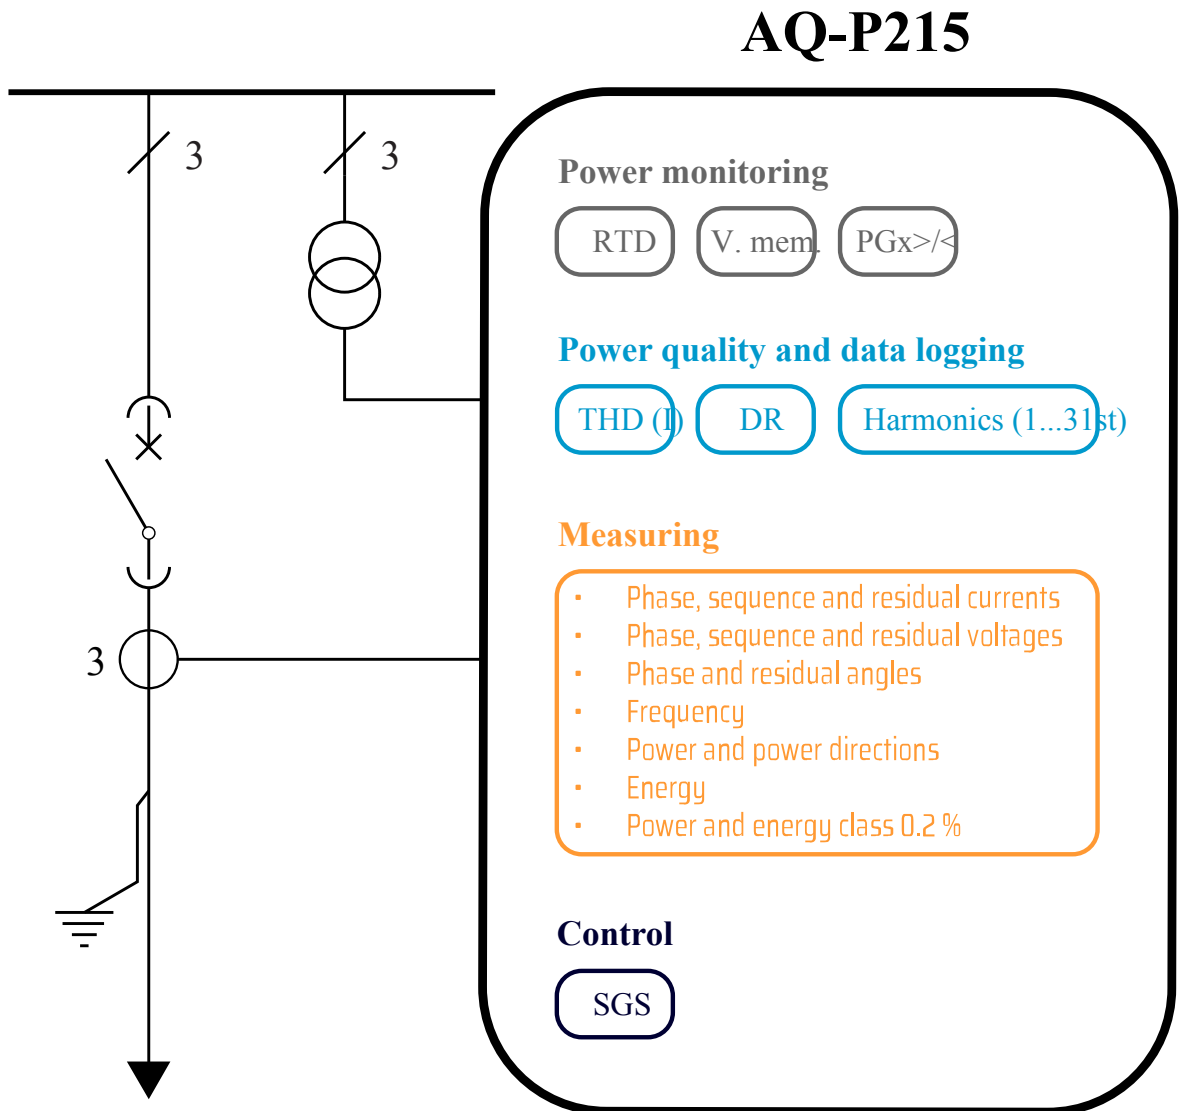 AQ-P215
3 3
Power monitoring
RTD V. mem. PGx>/<
Power quality and data logging
THD (I) DR Harmonics (1...31st)
Measuring
· Phase, sequence and residual currents
· Phase, sequence and residual voltages
3
· Phase and residual angles
· Frequency
· Power and power directions
· Energy
· Power and energy class 0.2 %
Control
SGS